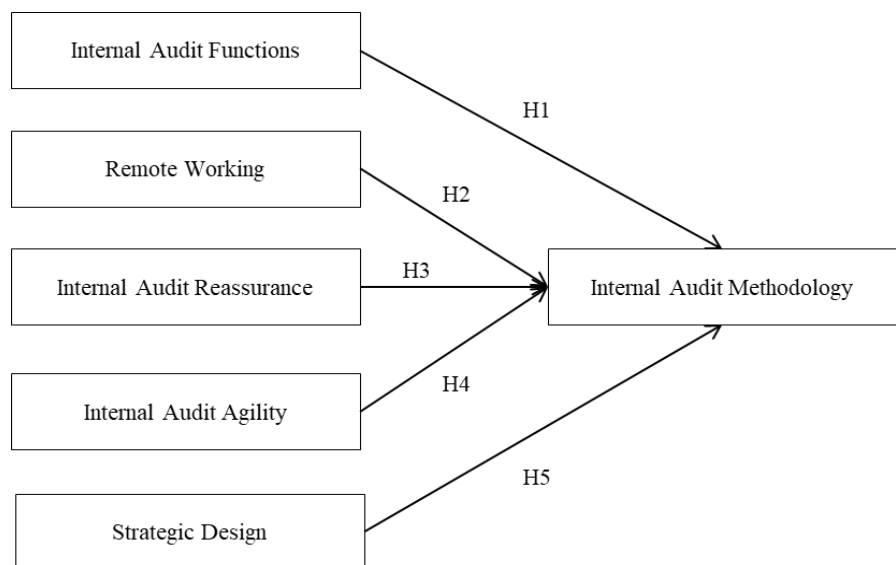 Internal Audit Functions
H1
Remote Working
H2
H3
Internal Audit Reassurance
Internal Audit Methodology
H4
Internal Audit Agility
H5
Strategic Design